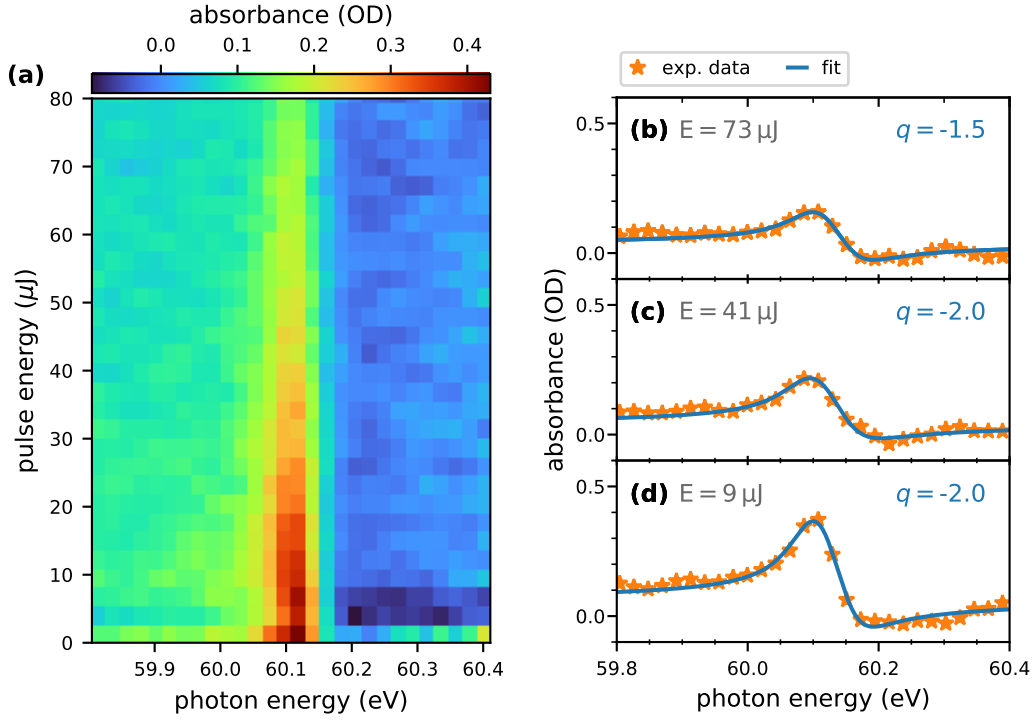 absorbance (OD)
0.0 0.1 0.2 0.3 0.4
(a)
80
70
60
50
40
30
20
10
0
pulse energy (μJ)
59.9 60.0 60.1 60.2 60.3 60.4
photon energy (eV)
exp. data fit
(b) E = 73 μJ q = -1.5
0.5
0.0
(c) E = 41 μJ q = -2.0
0.5
0.0
(d) E = 9 μJ q = -2.0
0.5
0.0
absorbance (OD)
59.8 60.0 60.2 60.4
photon energy (eV)